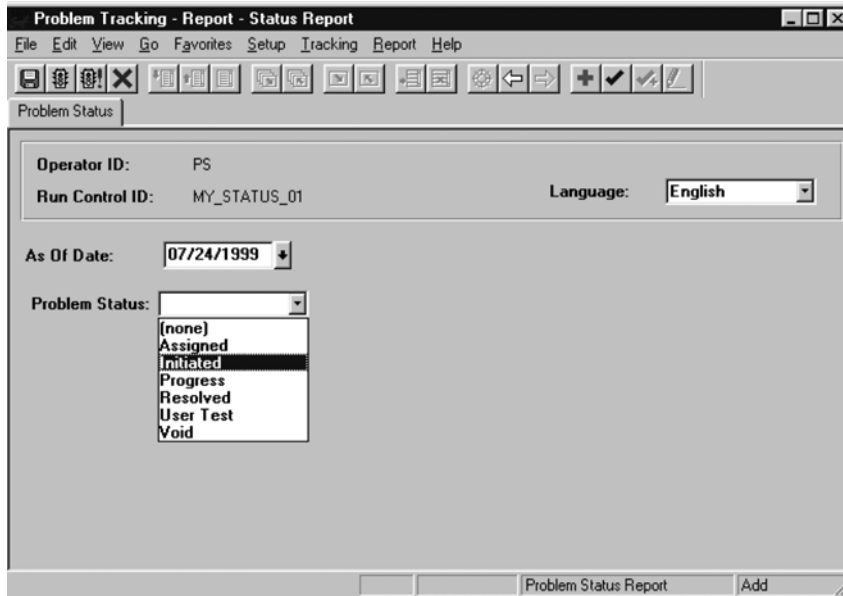 Problem Tracking - Report - Status Report
File Edit View Go Favorites Setup Tracking Report Help
Problem Status
Operator ID: PS
Run Control ID: MY_STATUS_01
Language: English
As Of Date: 07/24/1999
Problem Status:
(none)
Assigned
Initiated
Progress
Resolved
User Test
Void
Problem Status Report Add